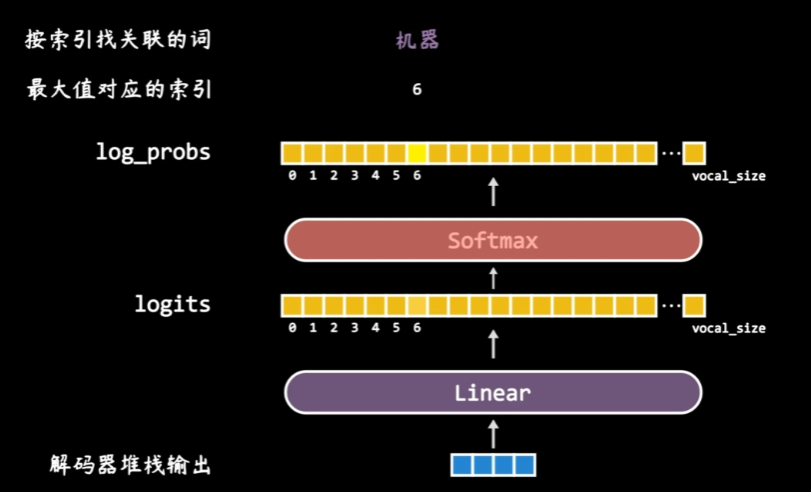 按索引找关联的词 机器
最大值对应的索引 6
log_probs
...
0 1 2 3 4 5 6 vocal_size
Softmax
logits
...
0 1 2 3 4 5 6 vocal_size
Linear
解码器堆栈输出